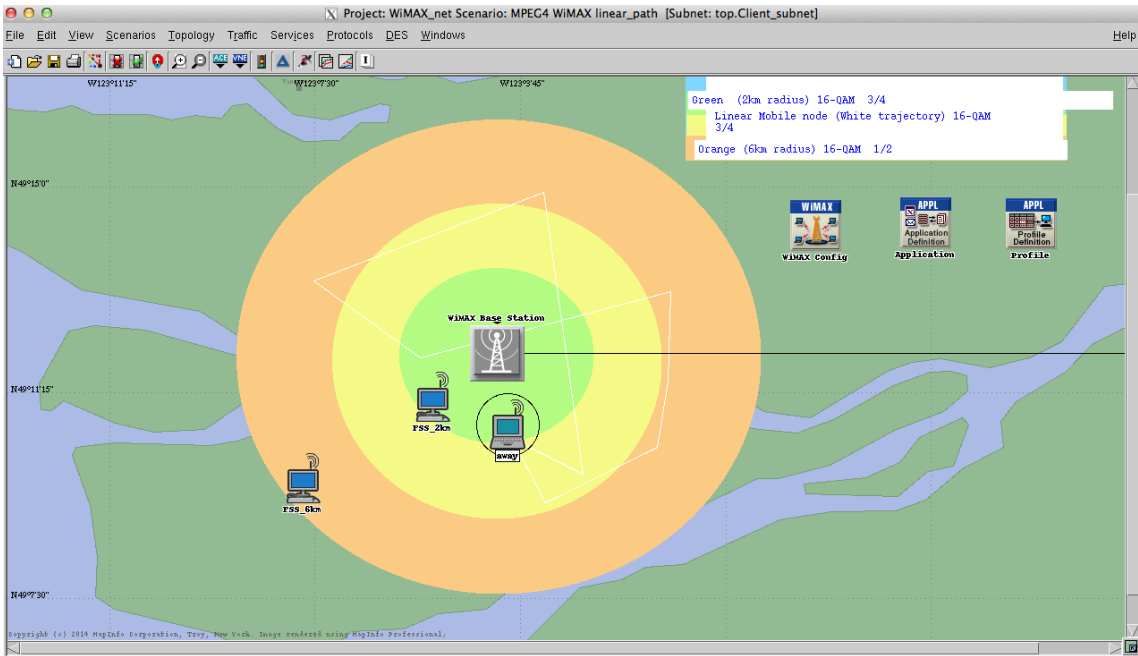 Project: WiMAX_net Scenario: MPEG4 WiMAX linear_path [Subnet: top.Client_subnet]
File Edit View Scenarios Topology Traffic Services Protocols DES Windows Help
ACE VNE
W123°11'15" W123°7'30" W123°3'45"
Green (2km radius) 16-QAM 3/4
Linear Mobile node (White trajectory) 16-QAM
3/4
Orange (6km radius) 16-QAM 1/2
N49°15'0"
WiMAX
WiMAX Config
APPL
Application
Definition
Application
APPL
Profile
Definition
Profile
WiMAX Base Station
N49°11'15"
FSS_2km
away
FSS_6km
N49°7'30"
Copyright (c) 2014 MapInfo Corporation, Troy, New York. Image rendered using MapInfo Professional;